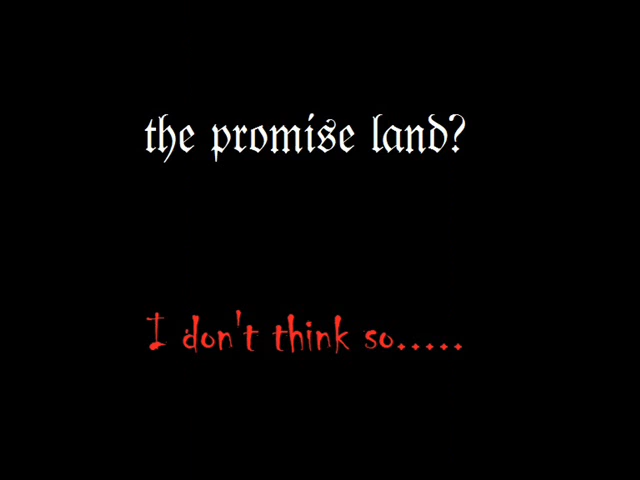 the promise land?
I don't think so.....